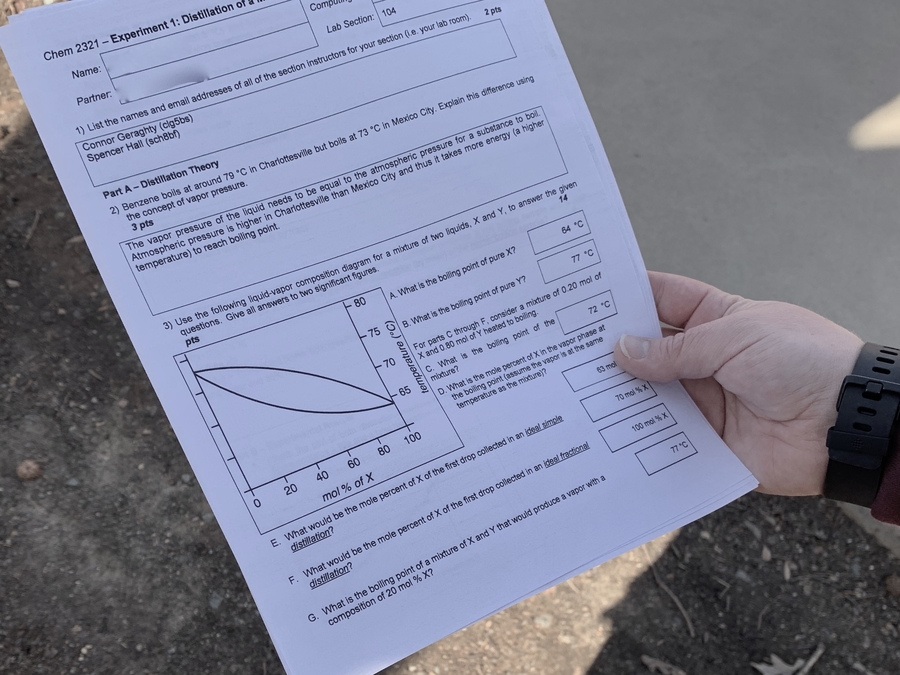 Chem 2321 – Experiment 1: Distillation of a
Computing
Lab Section:
104
Name:
Partner:
1) List the names and email addresses of all of the section instructors for your section (i.e. your lab room). 2 pts
Connor Geraghty (clg5bs)
Spencer Hall (sch8bf)
Part A – Distillation Theory
2) Benzene boils at around 79 °C in Charlottesville but boils at 73 °C in Mexico City. Explain this difference using
the concept of vapor pressure.
3 pts
The vapor pressure of the liquid needs to be equal to the atmospheric pressure for a substance to boil.
Atmospheric pressure is higher in Charlottesville than Mexico City and thus it takes more energy (a higher
temperature) to reach boiling point.
3) Use the following liquid-vapor composition diagram for a mixture of two liquids, X and Y, to answer the given
questions. Give all answers to two significant figures. 14
pts
80
75
70
65
temperature (°C)
0 20 40 60 80 100
mol % of X
A. What is the boiling point of pure X?
64 °C
B. What is the boiling point of pure Y?
77 °C
For parts C through F, consider a mixture of 0.20 mol of
X and 0.80 mol of Y heated to boiling.
C. What is the boiling point of the
mixture?
72 °C
D. What is the mole percent of X in the vapor phase at
the boiling point (assume the vapor is at the same
temperature as the mixture)?
63
E. What would be the mole percent of X of the first drop collected in an ideal simple
distillation?
70 mol % X
F. What would be the mole percent of X of the first drop collected in an ideal fractional
distillation?
100 mol % X
G. What is the boiling point of a mixture of X and Y that would produce a vapor with a
composition of 20 mol % X?
77 °C